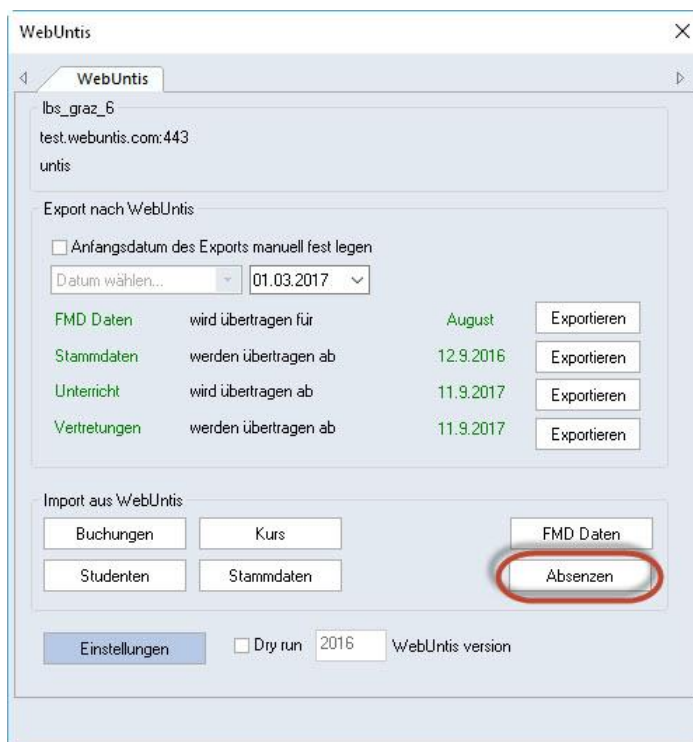 WebUntis
WebUntis
lbs_graz_6
test.webuntis.com:443
untis
Export nach WebUntis
Anfangsdatum des Exports manuell fest legen
Datum wählen... 01.03.2017
FMD Daten wird übertragen für August Exportieren
Stammdaten werden übertragen ab 12.9.2016 Exportieren
Unterricht wird übertragen ab 11.9.2017 Exportieren
Vertretungen werden übertragen ab 11.9.2017 Exportieren
Import aus WebUntis
Buchungen Kurs FMD Daten
Studenten Stammdaten Absenzen
Einstellungen Dry run 2016 WebUntis version